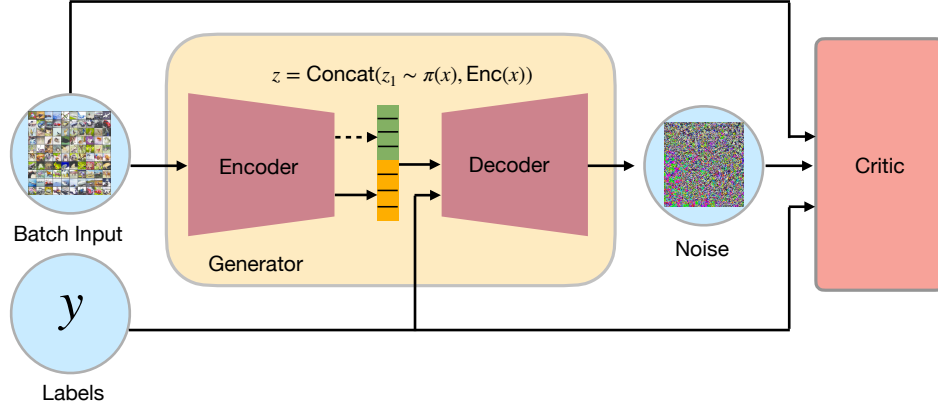 z = Concat(z₁ ∼ π(x), Enc(x))
Encoder
Decoder
Critic
Batch Input
Generator
Noise
y
Labels